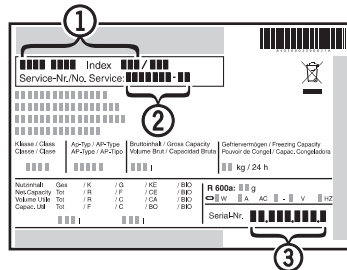 1
Index /
Service-Nr./No. Service: -
2
Klasse / Class
Clase / Classe
Ap-Typ / AP-Type
AP-Type / AP-Tipo
Bruttoinhalt / Gross Capacity
Volume Brut / Capacidad Bruta
Gefriervermögen / Freezing Capacity
Pouvoir de Congel./ Capac. Congeladora
l
kg / 24 h
Nutzinhalt Ges / K / G / KE / BIO
Net.Capacity Tot / R / F / CE / BIO
Volume Utile Tot / R / C / CA / BIO
Capac. Util Tot / F / C / BO / BIO
l l
R 600a: g
W A AC - V HZ
Serial-Nr.
3